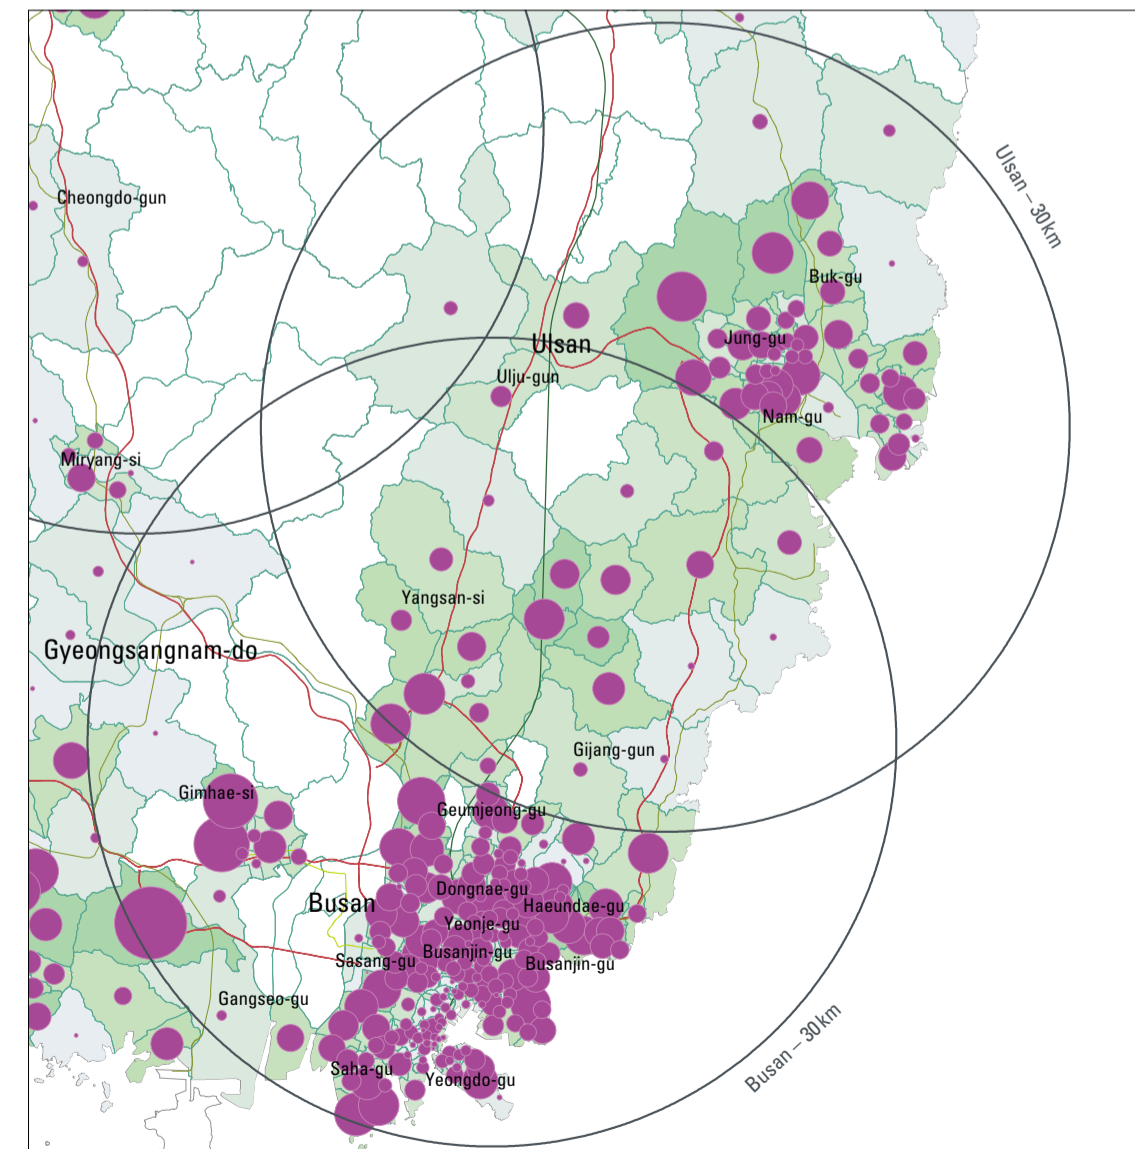 Ulsan – 30km
Cheongdo-gun
Buk-gu
Jung-gu
Ulsan
Ulju-gun
Nam-gu
Miryang-si
Yangsan-si
Gyeongsangnam-do
Gijang-gun
Gimhae-si
Geumjeong-gu
Dongnae-gu
Busan
Haeundae-gu
Yeonje-gu
Busanjin-gu
Sasang-gu
Busanjin-gu
Gangseo-gu
Busan – 30km
Saha-gu
Yeongdo-gu